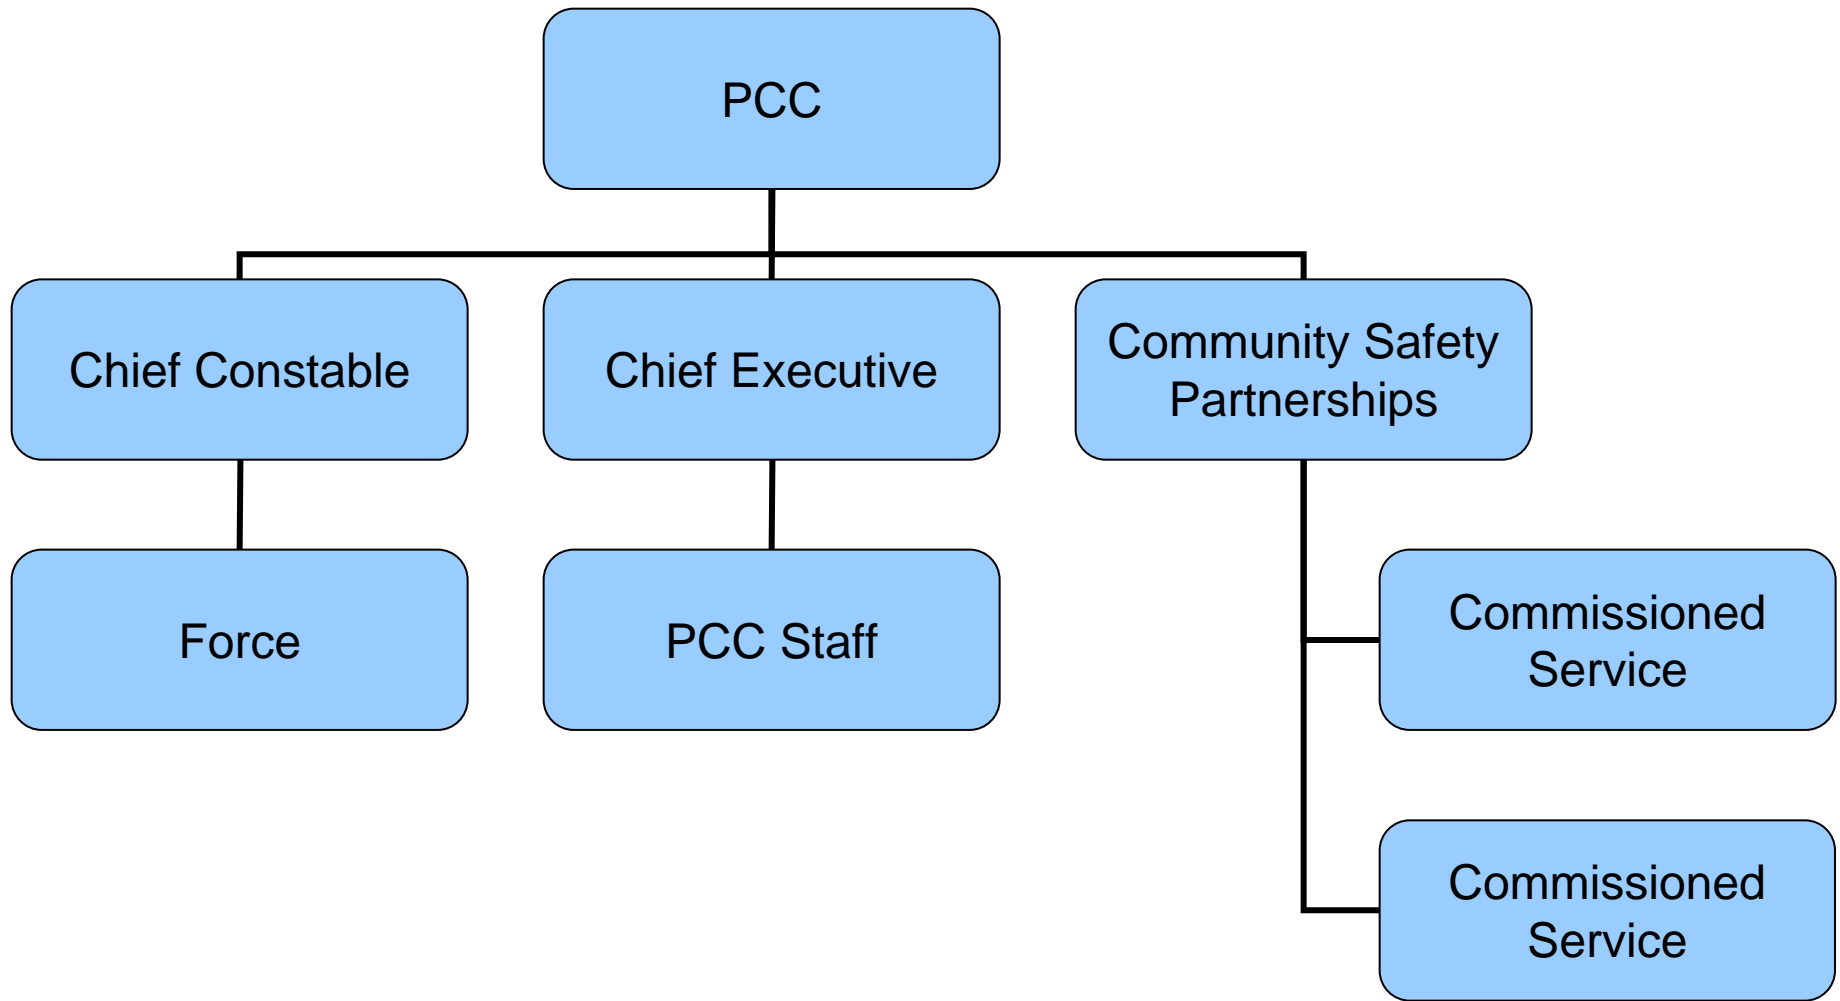 PCC
Chief Constable
Chief Executive
Community Safety
Partnerships
Force
PCC Staff
Commissioned
Service
Commissioned
Service